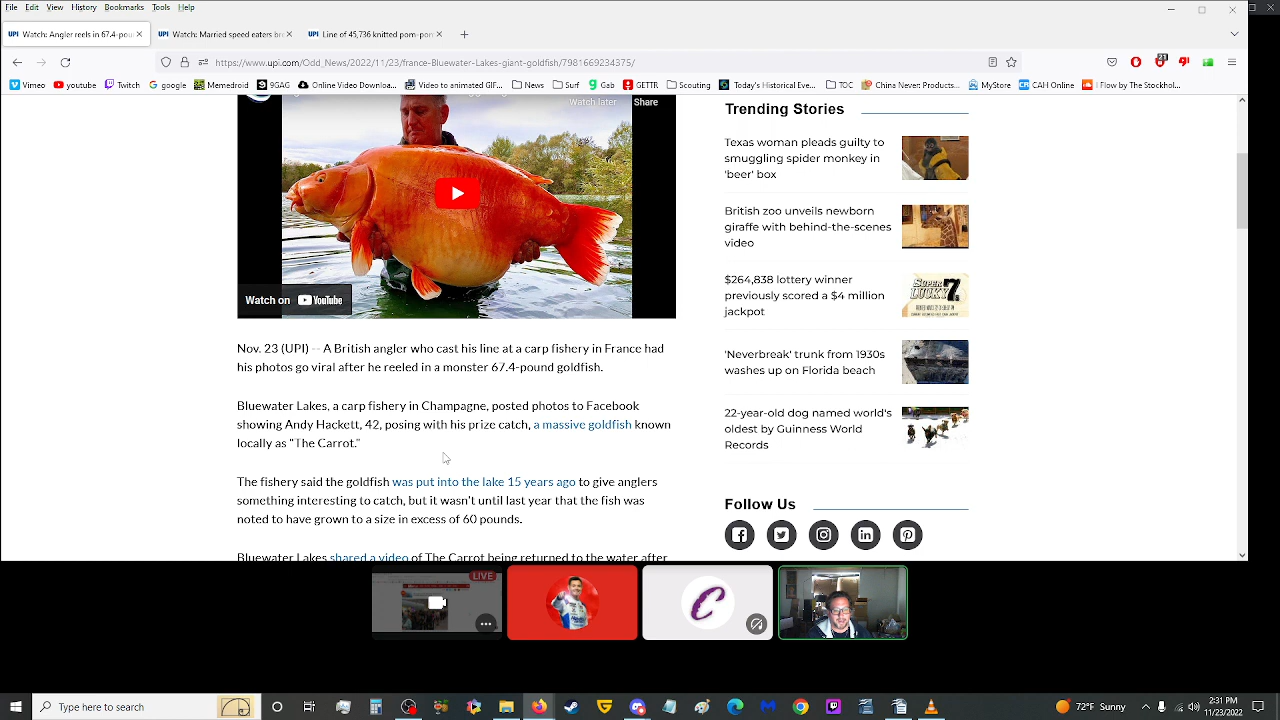 File Edit View History Bookmarks Tools Help
Watch: Angler reels in 67.4-pou
Watch: Married speed eaters bre
Line of 45,736 knitted pom-pon
https://www.upi.com/Odd_News/2022/11/23/france-Bluewater-Lakes-giant-goldfish/7981669234375/
21
Vimeo youtube Twitch google Memedroid 9GAG Online Video Downloa... Video to animated GIF... News Surf Gab GETTR Scouting Today's Historical Eve... TOC China Never: Products... MyStore CAH Online I Flow by The Stockhol...
Watch later Share
Watch on YouTube
Nov. 23 (UPI) -- A British angler who cast his line at a carp fishery in France had
his photos go viral after he reeled in a monster 67.4-pound goldfish.
Bluewater Lakes, a carp fishery in Champagne, posted photos to Facebook
showing Andy Hackett, 42, posing with his prize catch, a massive goldfish known
locally as "The Carrot."
The fishery said the goldfish was put into the lake 15 years ago to give anglers
something interesting to catch, but it wasn't until last year that the fish was
noted to have grown to a size in excess of 60 pounds.
Bluewater Lakes shared a video of The Carrot being returned to the water after
Trending Stories
Texas woman pleads guilty to
smuggling spider monkey in
'beer' box
British zoo unveils newborn
giraffe with behind-the-scenes
video
$264,838 lottery winner
previously scored a $4 million
jackpot
SUPER
LUCKY 7's
'Neverbreak' trunk from 1930s
washes up on Florida beach
22-year-old dog named world's
oldest by Guinness World
Records
Follow Us
LIVE
C
Type here to search
72°F Sunny
2:31 PM
11/23/2022